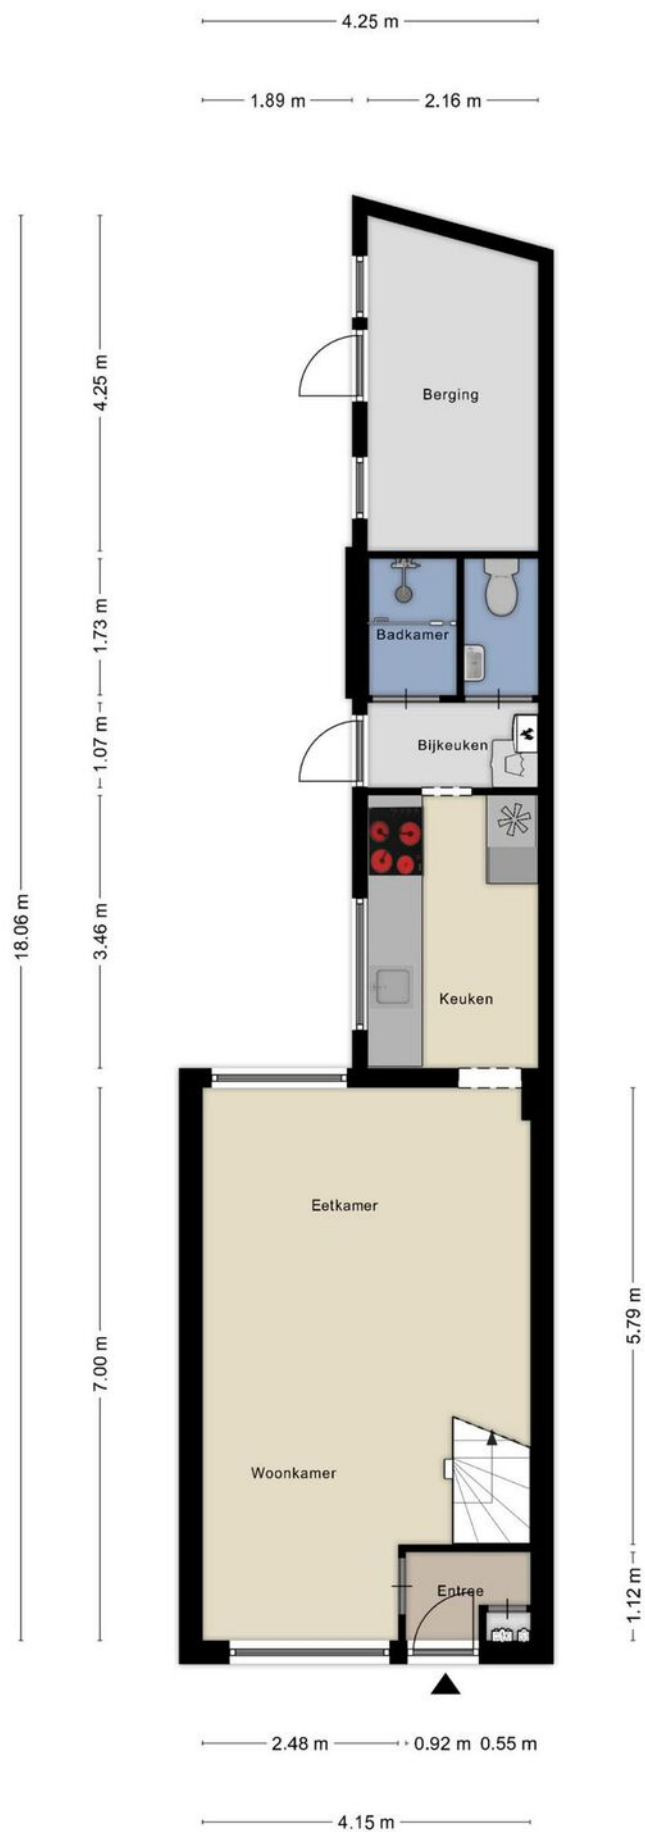 4.25 m
1.89 m
2.16 m
4.25 m
Berging
1.73 m
Badkamer
1.07 m
Bijkeuken
18.06 m
3.46 m
Keuken
Eetkamer
5.79 m
7.00 m
Woonkamer
Entree
1.12 m
2.48 m
0.92 m
0.55 m
4.15 m